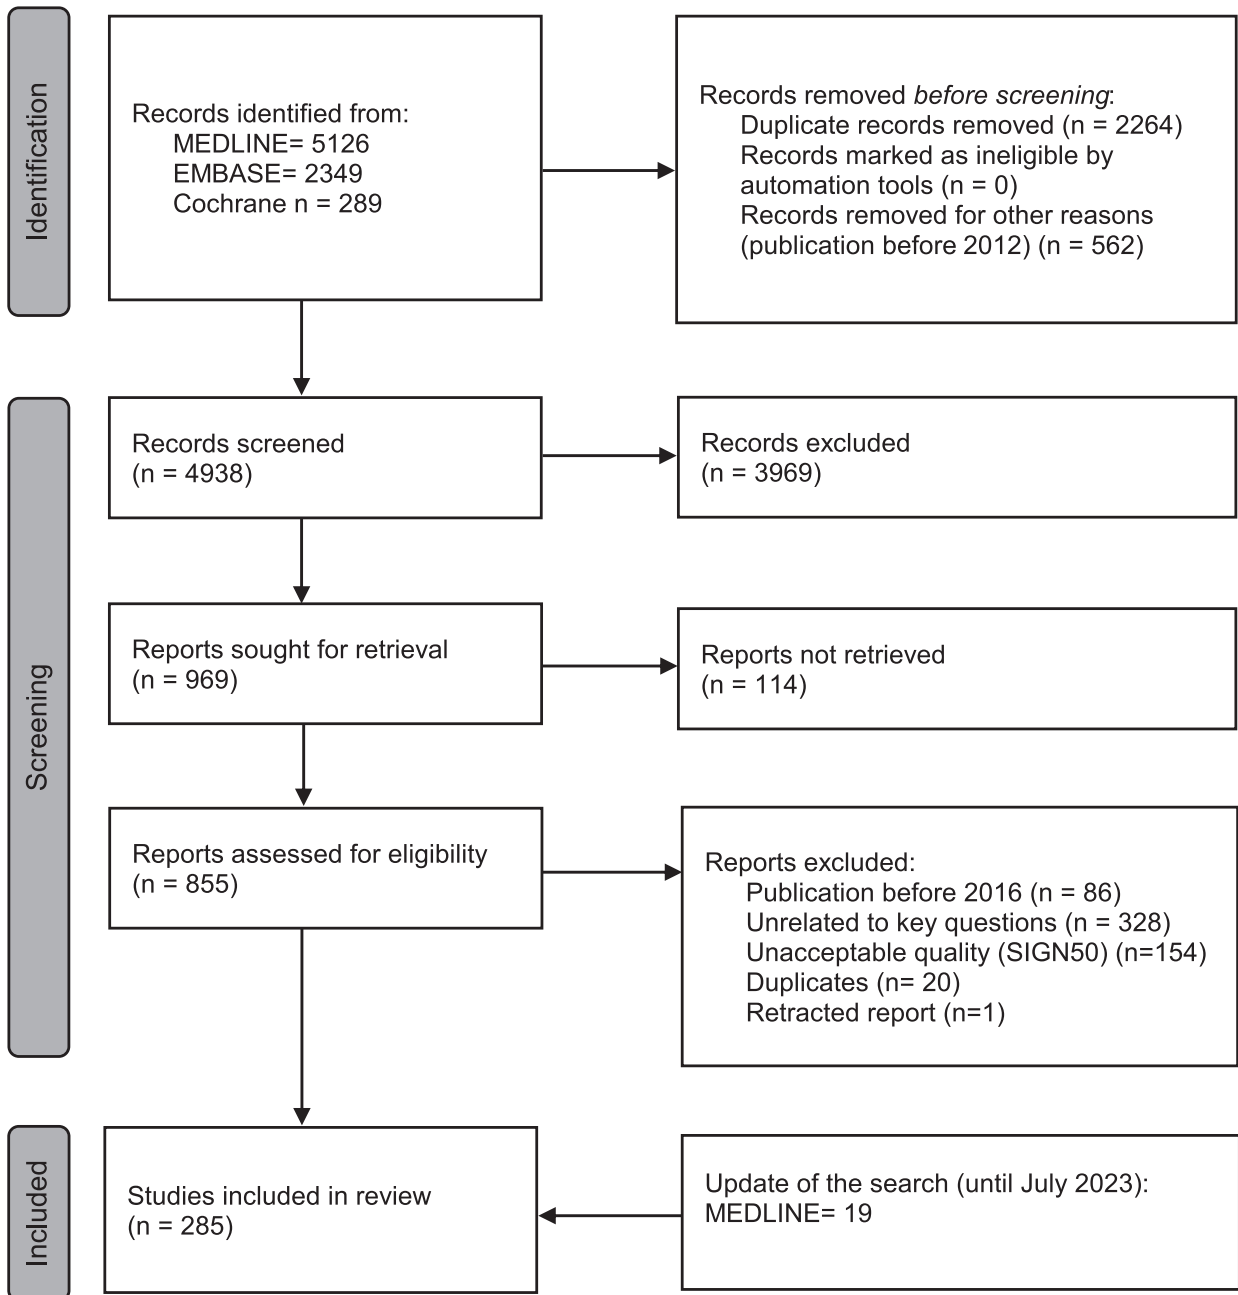 Identification
Records identified from:
MEDLINE= 5126
EMBASE= 2349
Cochrane n = 289
Records removed before screening:
Duplicate records removed (n = 2264)
Records marked as ineligible by
automation tools (n = 0)
Records removed for other reasons
(publication before 2012) (n = 562)
Screening
Records screened
(n = 4938)
Records excluded
(n = 3969)
Reports sought for retrieval
(n = 969)
Reports not retrieved
(n = 114)
Reports assessed for eligibility
(n = 855)
Reports excluded:
Publication before 2016 (n = 86)
Unrelated to key questions (n = 328)
Unacceptable quality (SIGN50) (n=154)
Duplicates (n= 20)
Retracted report (n=1)
Included
Studies included in review
(n = 285)
Update of the search (until July 2023):
MEDLINE= 19